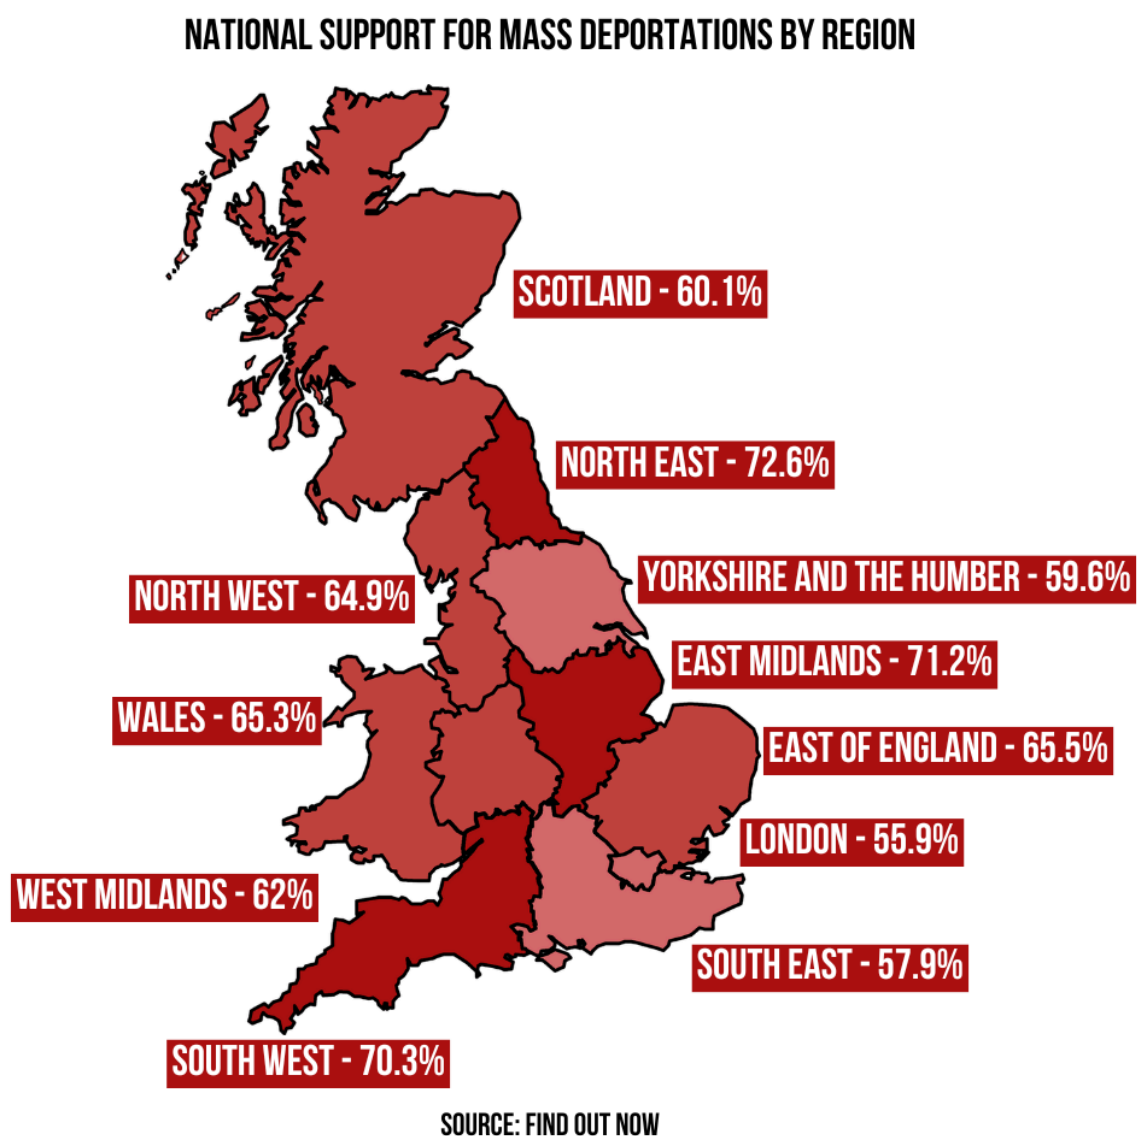 NATIONAL SUPPORT FOR MASS DEPORTATIONS BY REGION
SCOTLAND - 60.1%
NORTH EAST - 72.6%
YORKSHIRE AND THE HUMBER - 59.6%
NORTH WEST - 64.9%
EAST MIDLANDS - 71.2%
WALES - 65.3%
EAST OF ENGLAND - 65.5%
LONDON - 55.9%
WEST MIDLANDS - 62%
SOUTH EAST - 57.9%
SOUTH WEST - 70.3%
SOURCE: FIND OUT NOW